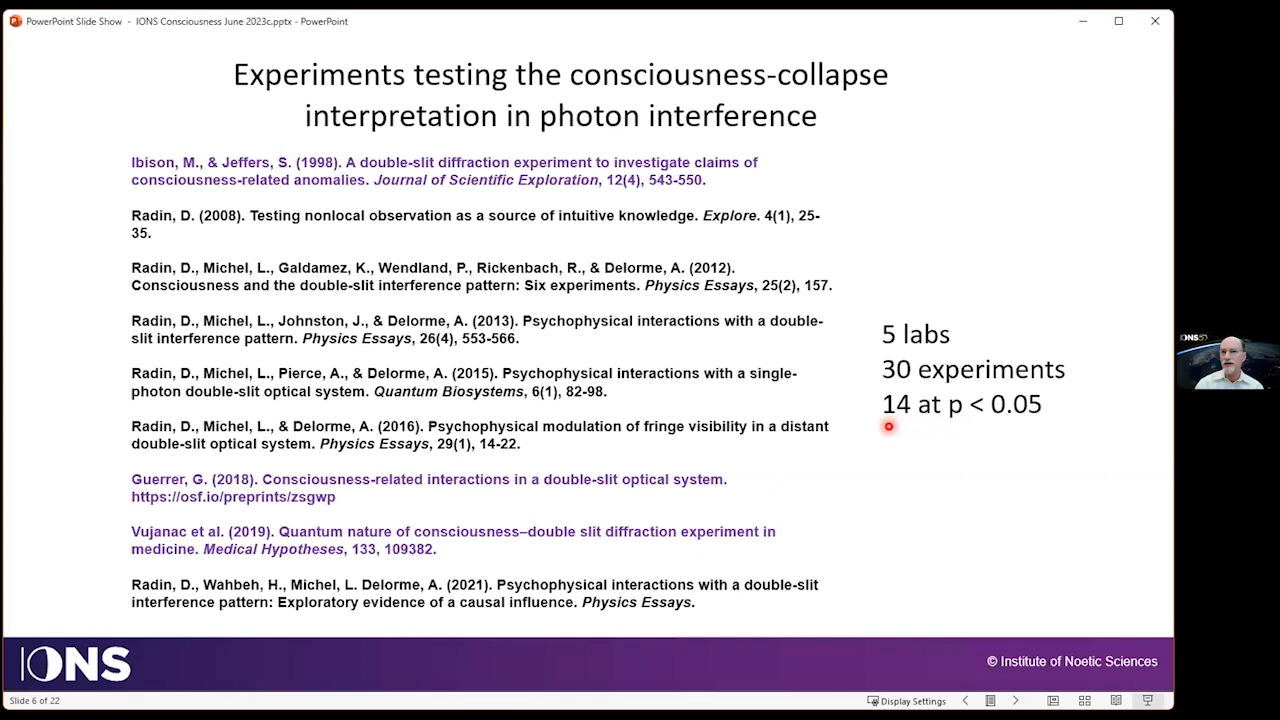 PowerPoint Slide Show - IONS Consciousness June 2023c.pptx - PowerPoint
Experiments testing the consciousness-collapse
interpretation in photon interference
Ibison, M., & Jeffers, S. (1998). A double-slit diffraction experiment to investigate claims of
consciousness-related anomalies. Journal of Scientific Exploration, 12(4), 543-550.
Radin, D. (2008). Testing nonlocal observation as a source of intuitive knowledge. Explore. 4(1), 25-
35.
Radin, D., Michel, L., Galdamez, K., Wendland, P., Rickenbach, R., & Delorme, A. (2012).
Consciousness and the double-slit interference pattern: Six experiments. Physics Essays, 25(2), 157.
Radin, D., Michel, L., Johnston, J., & Delorme, A. (2013). Psychophysical interactions with a double-
slit interference pattern. Physics Essays, 26(4), 553-566.
Radin, D., Michel, L., Pierce, A., & Delorme, A. (2015). Psychophysical interactions with a single-
photon double-slit optical system. Quantum Biosystems, 6(1), 82-98.
Radin, D., Michel, L., & Delorme, A. (2016). Psychophysical modulation of fringe visibility in a distant
double-slit optical system. Physics Essays, 29(1), 14-22.
Guerrer, G. (2018). Consciousness-related interactions in a double-slit optical system.
https://osf.io/preprints/zsgwp
Vujanac et al. (2019). Quantum nature of consciousness–double slit diffraction experiment in
medicine. Medical Hypotheses, 133, 109382.
Radin, D., Wahbeh, H., Michel, L. Delorme, A. (2021). Psychophysical interactions with a double-slit
interference pattern: Exploratory evidence of a causal influence. Physics Essays.
5 labs
30 experiments
14 at p < 0.05
IONS
IONS
© Institute of Noetic Sciences
Slide 6 of 22
Display Settings